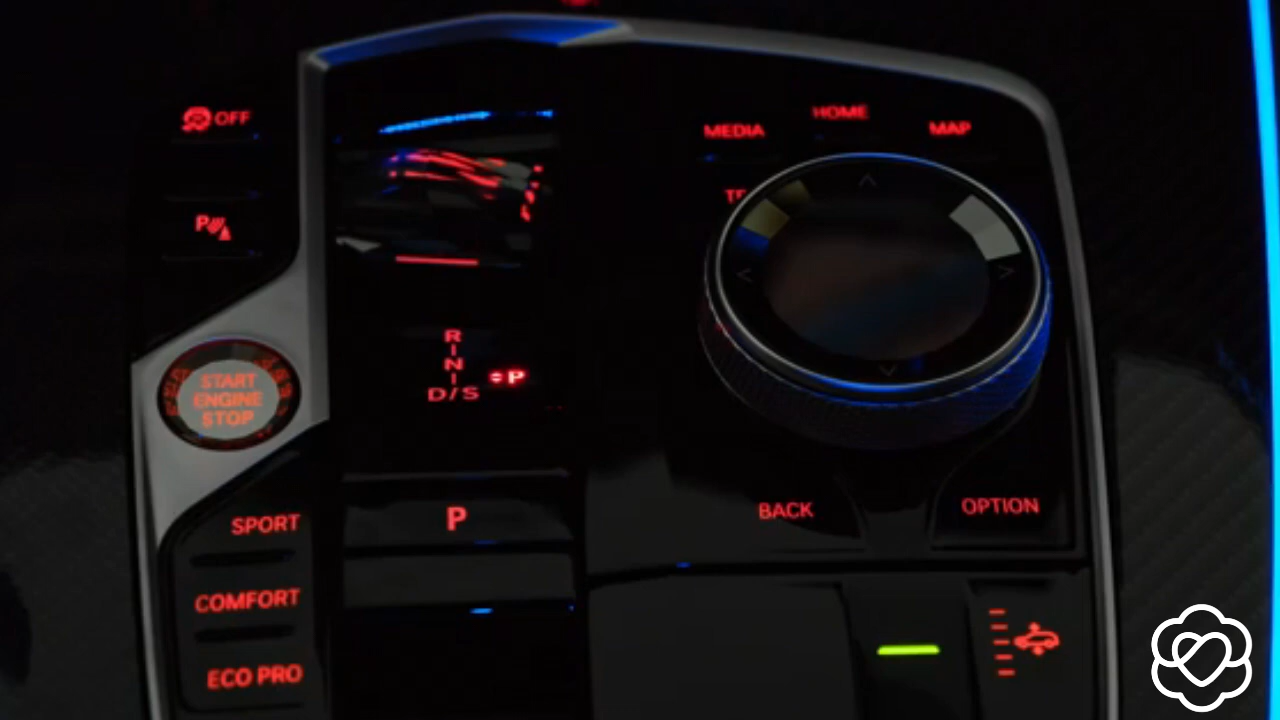 OFF
P
START
ENGINE
STOP
SPORT
COMFORT
ECO PRO
R
N
D/S
P
P
MEDIA
HOME
MAP
BACK
OPTION